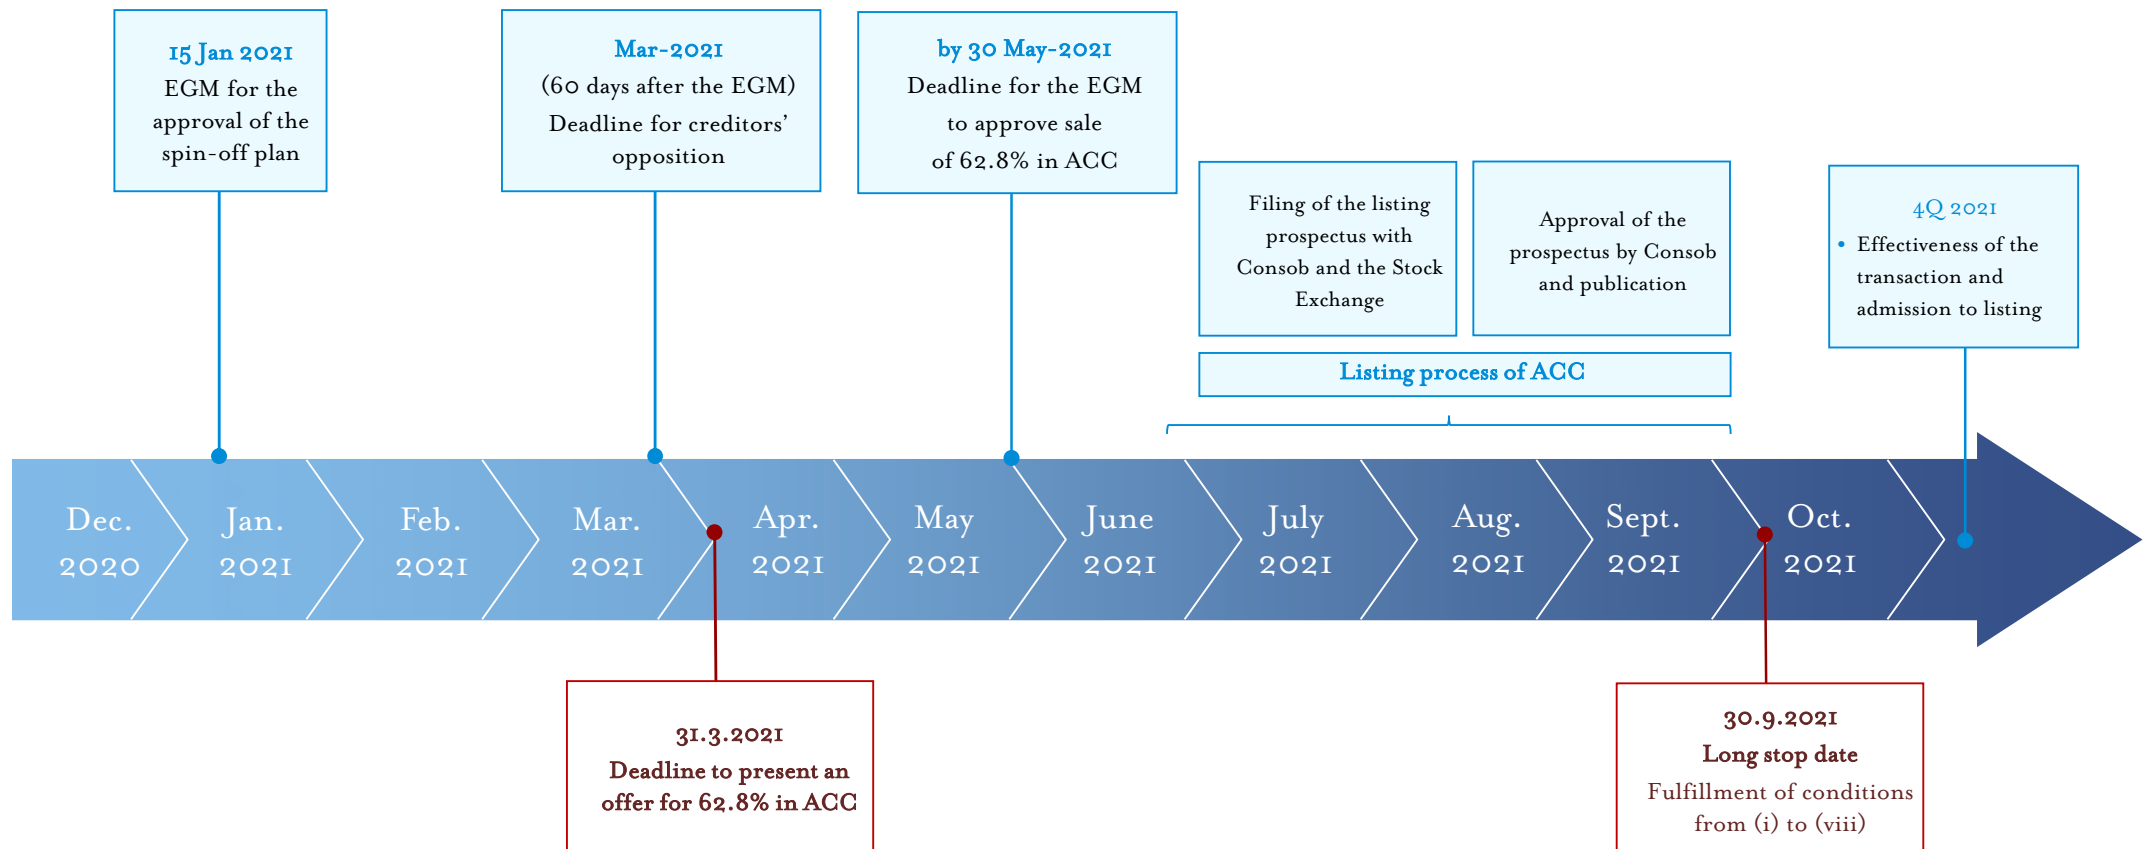 15 Jan 2021
EGM for the
approval of the
spin-off plan
Mar-2021
(60 days after the EGM)
Deadline for creditors'
opposition
by 30 May-2021
Deadline for the EGM
to approve sale
of 62.8% in ACC
Filing of the listing
prospectus with
Consob and the Stock
Exchange
Approval of the
prospectus by Consob
and publication
Listing process of ACC
4Q 2021
• Effectiveness of the
transaction and
admission to listing
Dec.
2020
Jan.
2021
Feb.
2021
Mar.
2021
Apr.
2021
May
2021
June
2021
July
2021
Aug.
2021
Sept.
2021
Oct.
2021
31.3.2021
Deadline to present an
offer for 62.8% in ACC
30.9.2021
Long stop date
Fulfillment of conditions
from (i) to (viii)